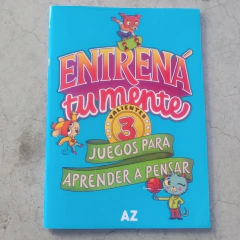 ENTRENÁ
tu mente
VALIENTES
3
JUEGOS PARA
APRENDER A PENSAR
AZ